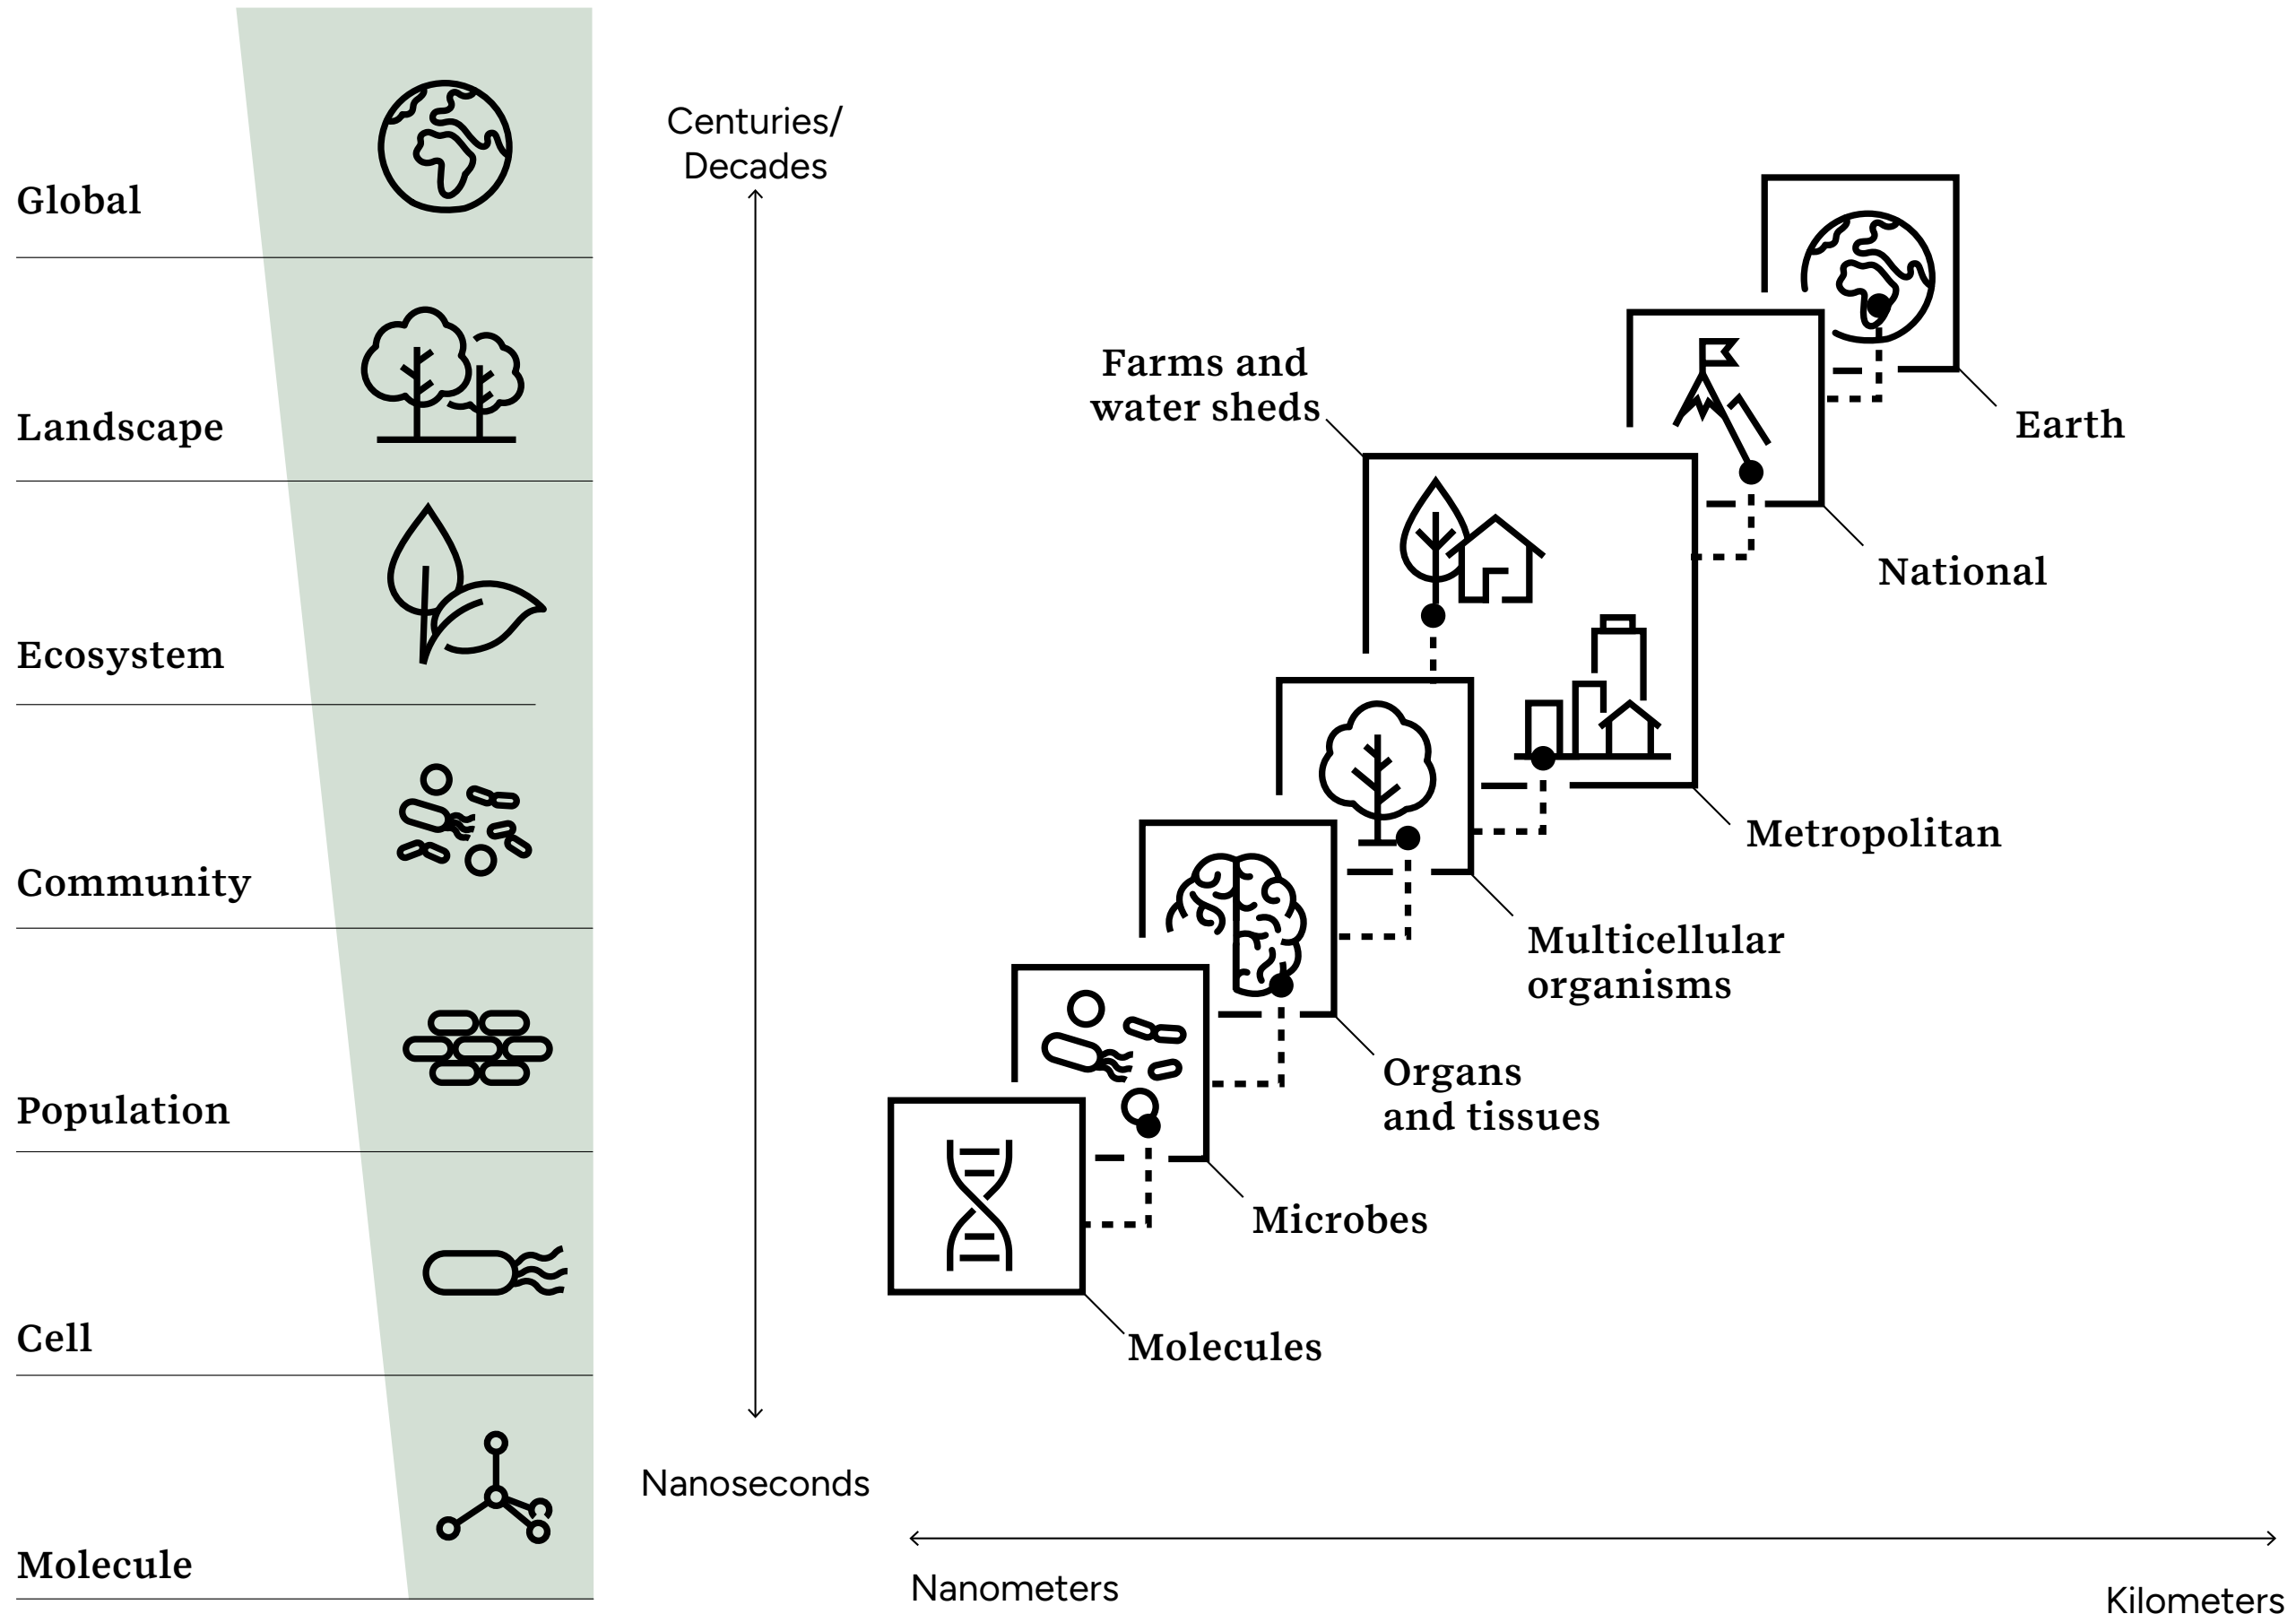 Global
Landscape
Ecosystem
Community
Population
Cell
Molecule
Centuries/
Decades
Nanoseconds
Nanometers
Kilometers
Farms and
water sheds
Earth
National
Metropolitan
Multicellular
organisms
Organs
and tissues
Microbes
Molecules